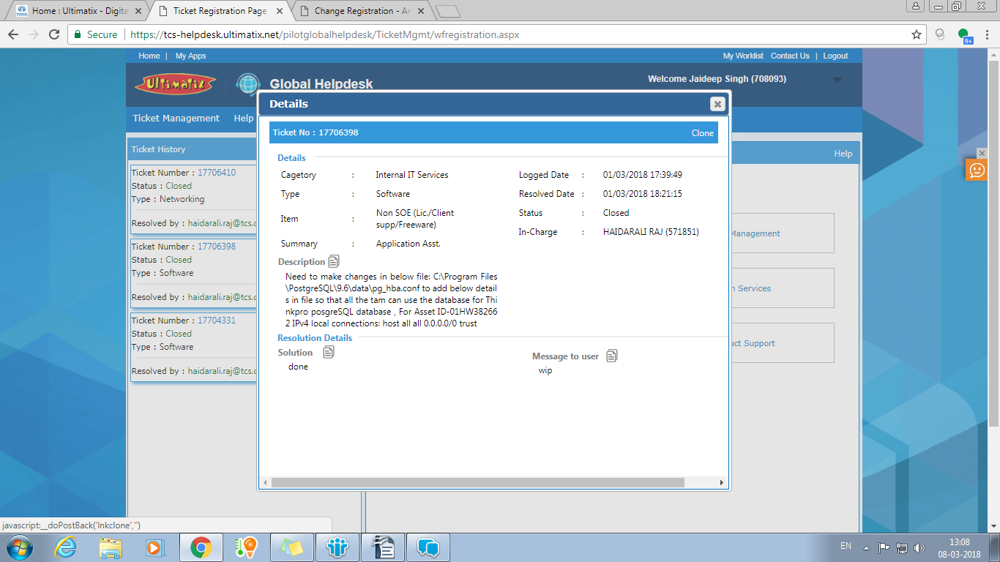 Home : Ultimatix - Digita
Ticket Registration Page
Change Registration - A
Secure
https://tcs-helpdesk.ultimatix.net/pilotglobalhelpdesk/TicketMgmt/wfregistration.aspx
9+
Home | My Apps
My Worklist Contact Us | Logout
Ultimatix
Global Helpdesk
Welcome Jaideep Singh (708093)
Ticket Management Help
Ticket History
Ticket Number : 17706410
Status : Closed
Type : Networking
Resolved by : haidarali.raj@tcs.c
Ticket Number : 17706398
Status : Closed
Type : Software
Resolved by : haidarali.raj@tcs.c
Ticket Number : 17704331
Status : Closed
Type : Software
Resolved by : haidarali.raj@tcs.c
Details
Ticket No : 17706398
Clone
Details
Cagetory : Internal IT Services
Type : Software
Item : Non SOE (Lic./Client
supp/Freeware)
Summary : Application Asst.
Logged Date : 01/03/2018 17:39:49
Resolved Date : 01/03/2018 18:21:15
Status : Closed
In-Charge : HAIDARALI RAJ (571851)
Description
Need to make changes in below file: C:\Program Files
\PostgreSQL\9.6\data\pg_hba.conf to add below detail
s in file so that all the tam can use the database for Thi
nkpro posgreSQL database , For Asset ID-01HW38266
2 IPv4 local connections: host all all 0.0.0.0/0 trust
Resolution Details
Solution
done
Message to user
wip
Help
Management
n Services
uct Support
javascript:__doPostBack('lnkclone','')
EN
13:08
08-03-2018